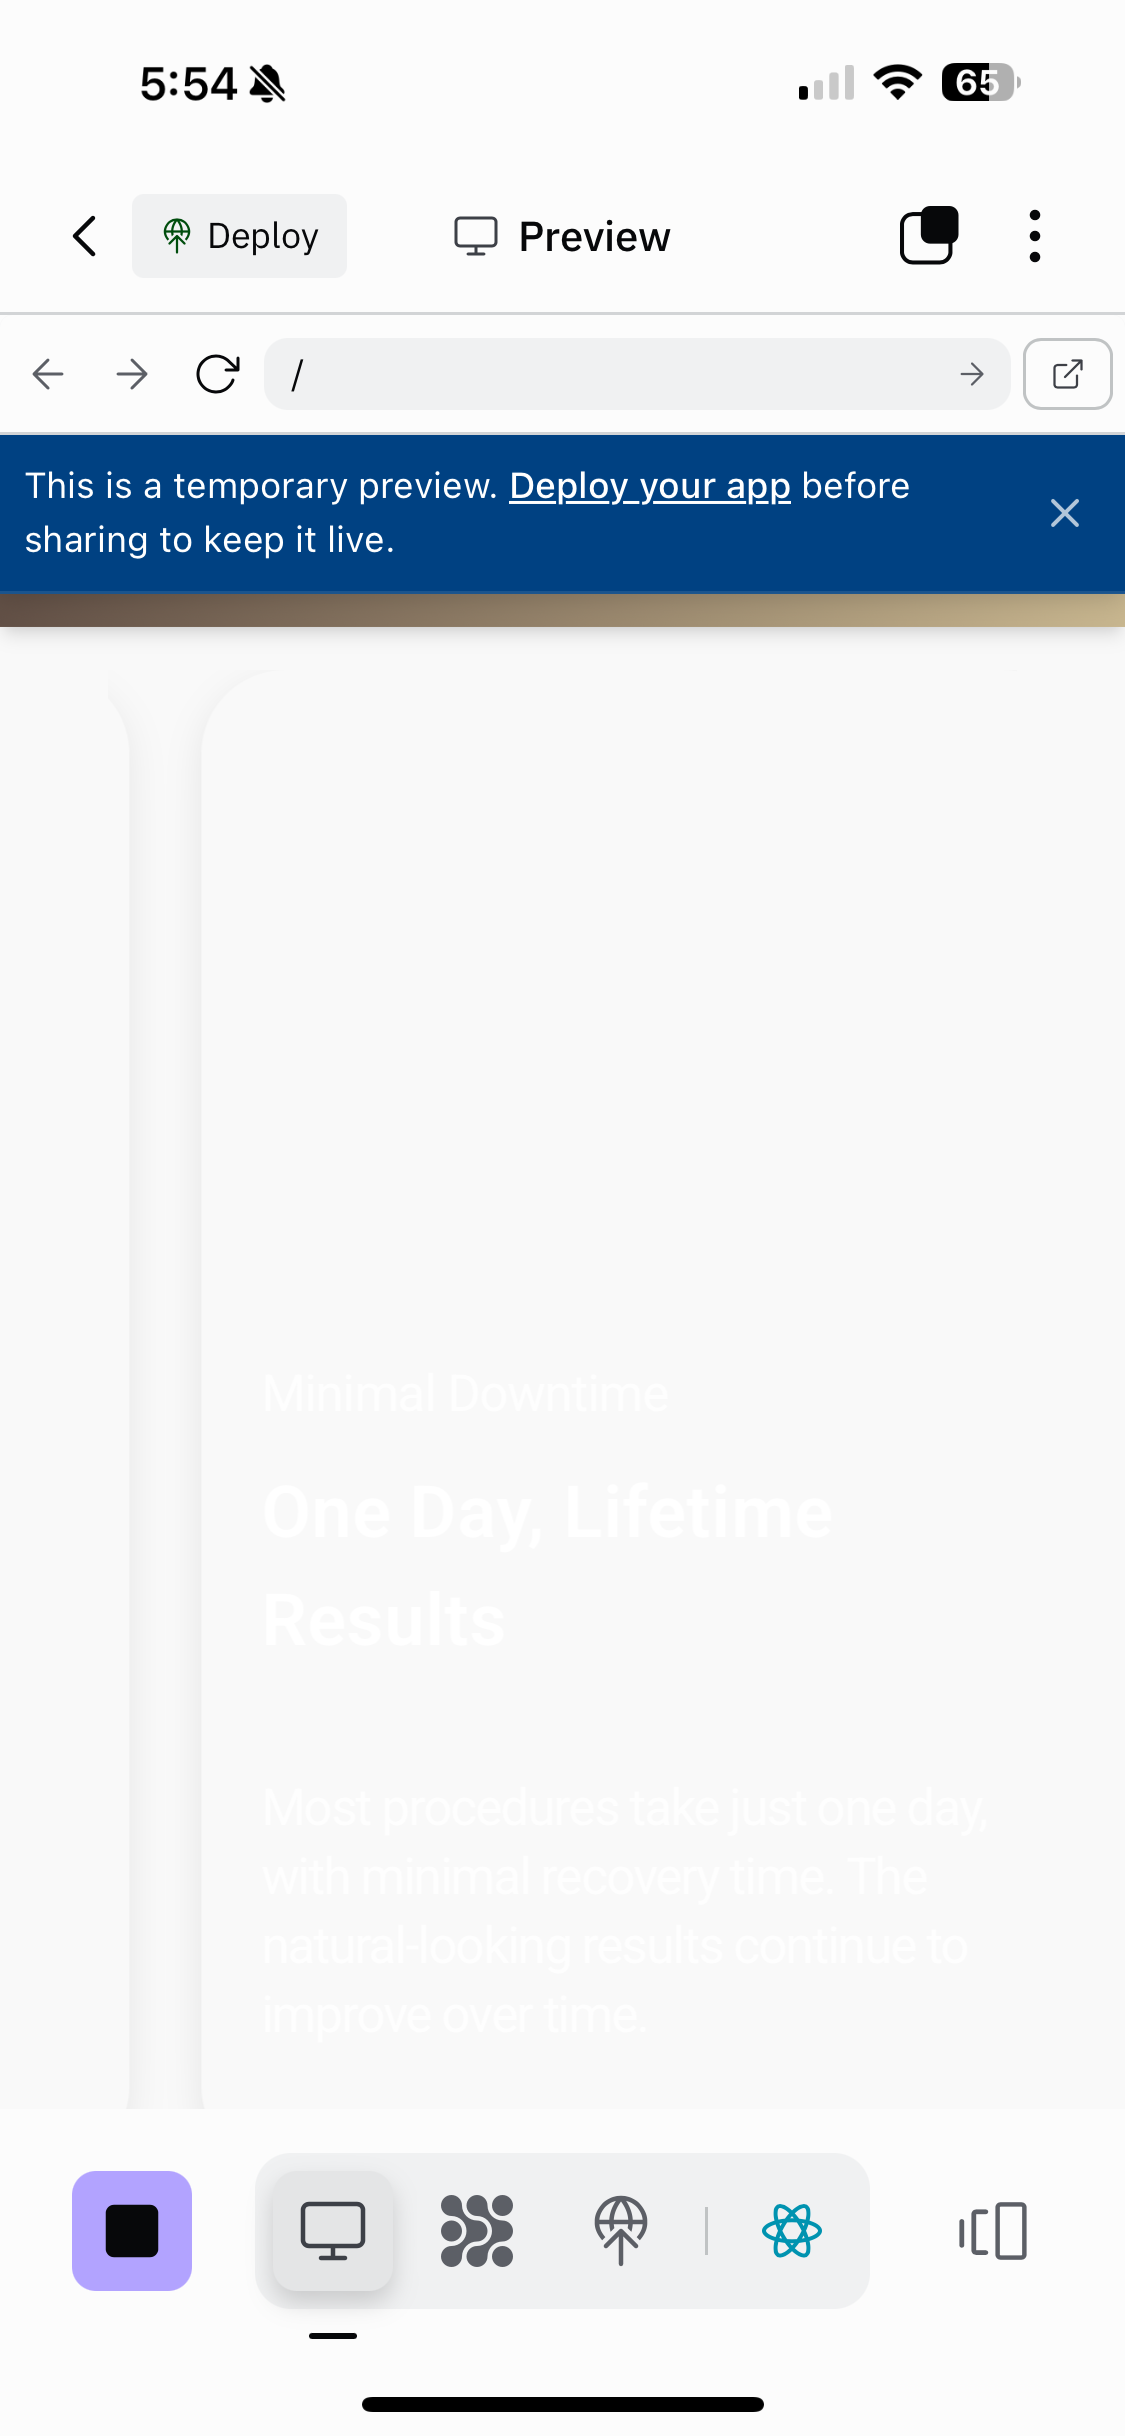 5:54
65
Deploy
Preview
/
This is a temporary preview. Deploy your app before
sharing to keep it live.
Minimal Downtime
One Day, Lifetime
Results
Most procedures take just one day,
with minimal recovery time. The
natural-looking results continue to
improve over time.